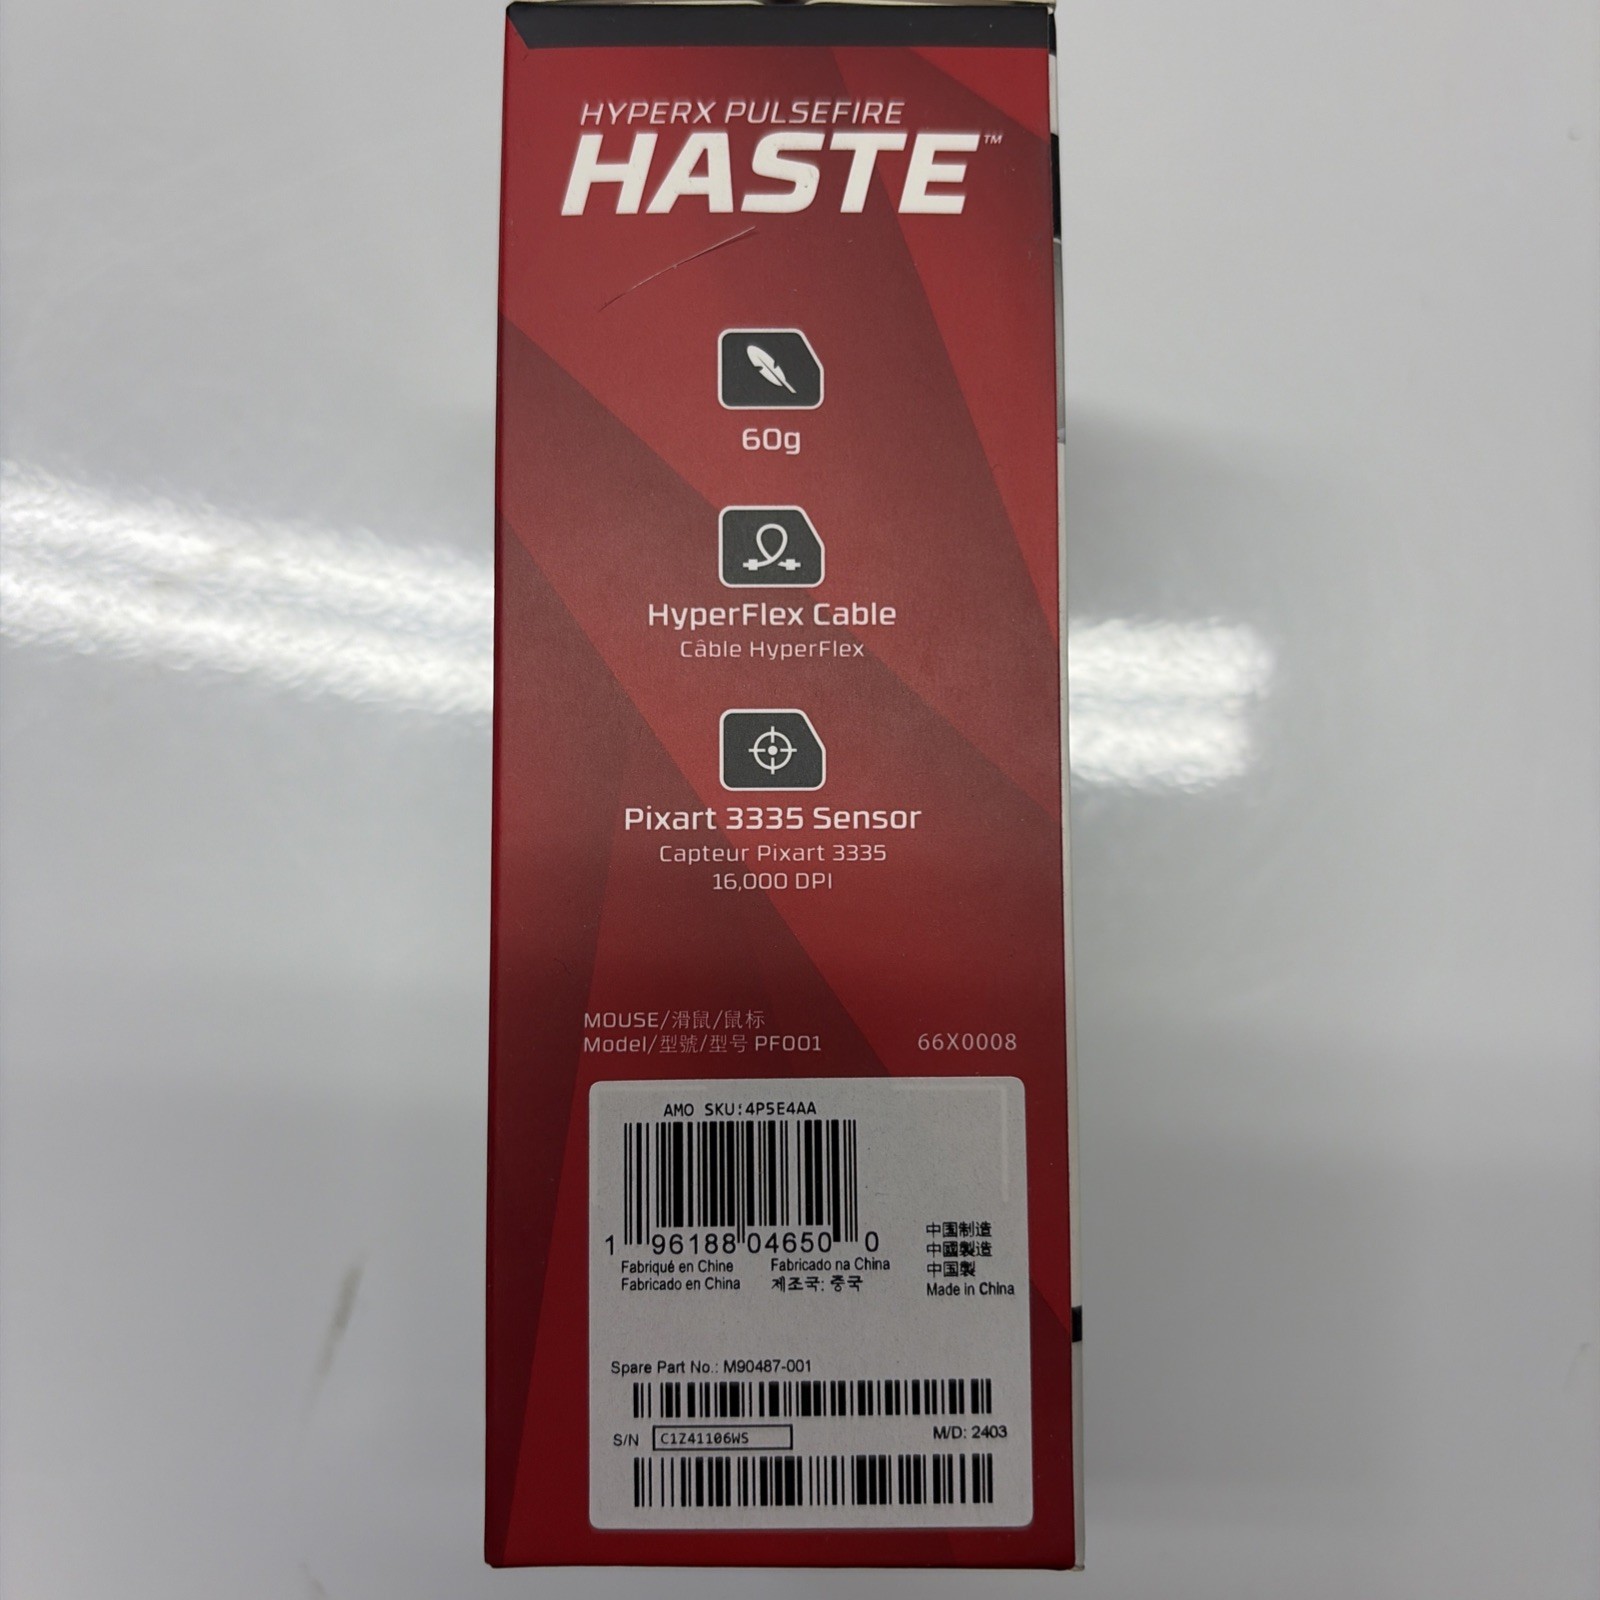 HYPERX PULSEFIRE
HASTE™
60g
HyperFlex Cable
Câble HyperFlex
Pixart 3335 Sensor
Capteur Pixart 3335
16,000 DPI
MOUSE/滑鼠/鼠标
Model/型號/型号 PF001
66X0008
AMO SKU:4P5E4AA
1 96188 04650 0
Fabriqué en Chine
Fabricado na China
Fabricado en China
제조국: 중국
中国制造
中國製造
中国製
Made in China
Spare Part No.: M90487-001
S/N C1Z41106WS
M/D: 2403